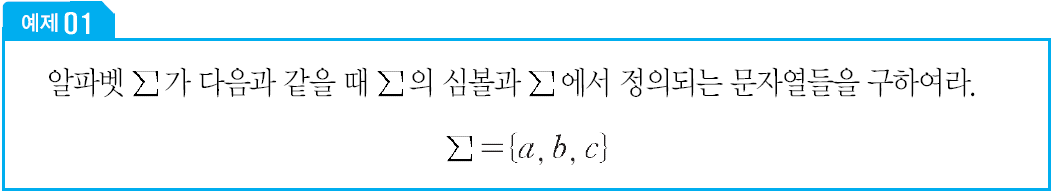 예제 01
알파벳 ∑가 다음과 같을 때 ∑의 심볼과 ∑에서 정의되는 문자열들을 구하여라.
∑={a, b, c}